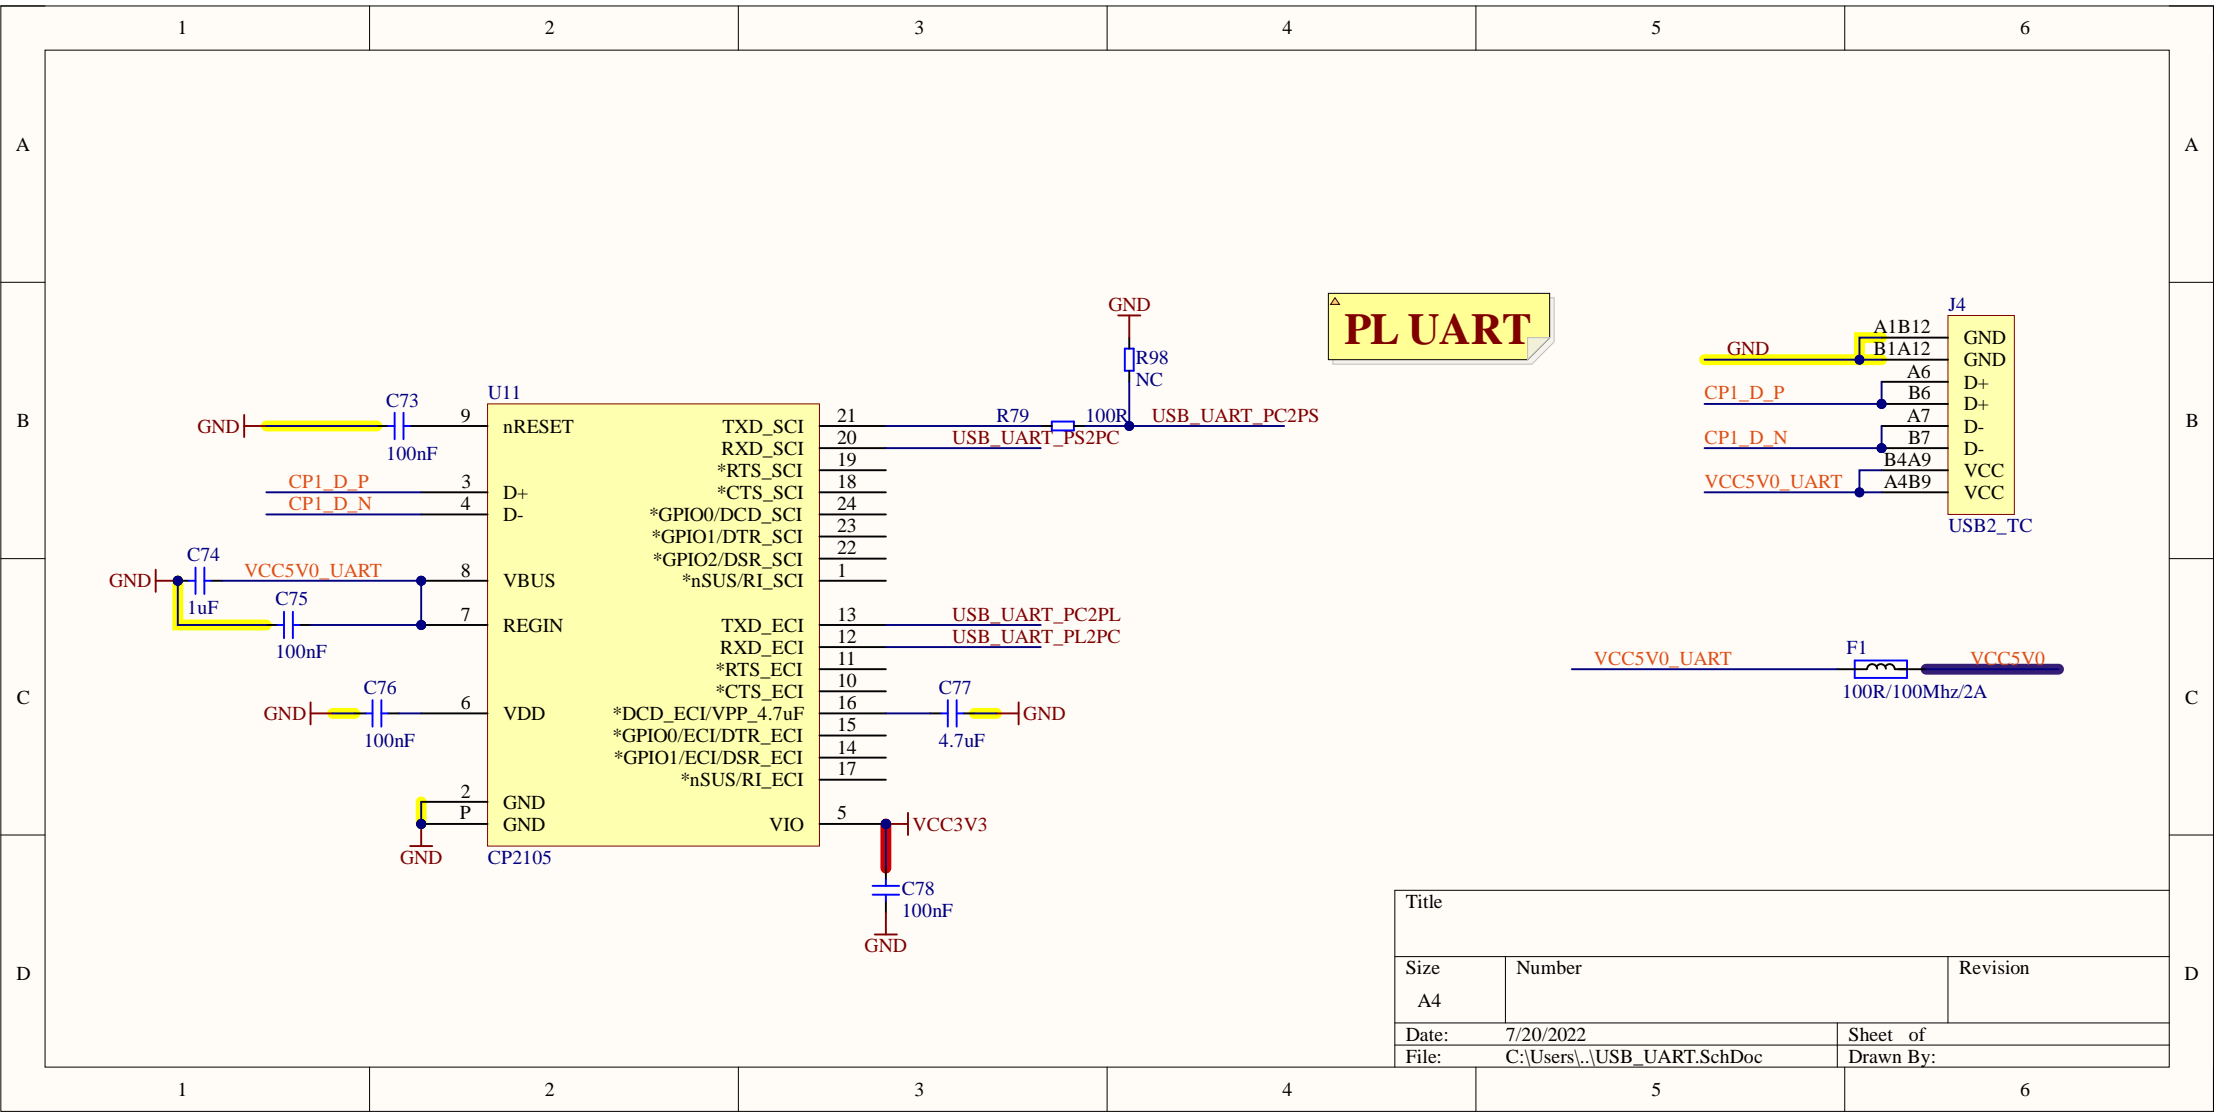 1 2 3 4 5 6
A A
B B
C C
D D
U11
C73
GND
100nF
9 nRESET
CP1_D_P 3 D+
CP1_D_N 4 D-
C74
GND
1uF
VCC5V0_UART 8 VBUS
C75
100nF
7 REGIN
C76
GND
100nF
6 VDD
2 GND
P GND
GND
CP2105
TXD_SCI 21
RXD_SCI 20
*RTS_SCI 19
*CTS_SCI 18
*GPIO0/DCD_SCI 24
*GPIO1/DTR_SCI 23
*GPIO2/DSR_SCI 22
*nSUS/RI_SCI 1
TXD_ECI 13
RXD_ECI 12
*RTS_ECI 11
*CTS_ECI 10
*DCD_ECI/VPP_4.7uF 16
*GPIO0/ECI/DTR_ECI 15
*GPIO1/ECI/DSR_ECI 14
*nSUS/RI_ECI 17
VIO 5
GND
R98
NC
R79 100R USB_UART_PC2PS
USB_UART_PS2PC
USB_UART_PC2PL
USB_UART_PL2PC
C77
GND
4.7uF
VCC3V3
C78
100nF
GND
PL UART
J4
A1B12 GND
GND B1A12 GND
A6 D+
CP1_D_P B6 D+
A7 D-
CP1_D_N B7 D-
B4A9 VCC
VCC5V0_UART A4B9 VCC
USB2_TC
VCC5V0_UART F1 VCC5V0
100R/100Mhz/2A
Title
Size Number Revision
A4
Date: 7/20/2022 Sheet of
File: C:\Users\..\USB_UART.SchDoc Drawn By:
1 2 3 4 5 6